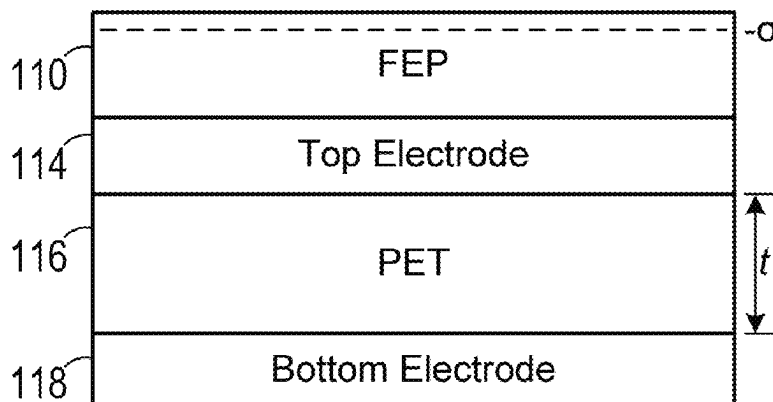 -σ
110
FEP
114
Top Electrode
116
PET
t
118
Bottom Electrode